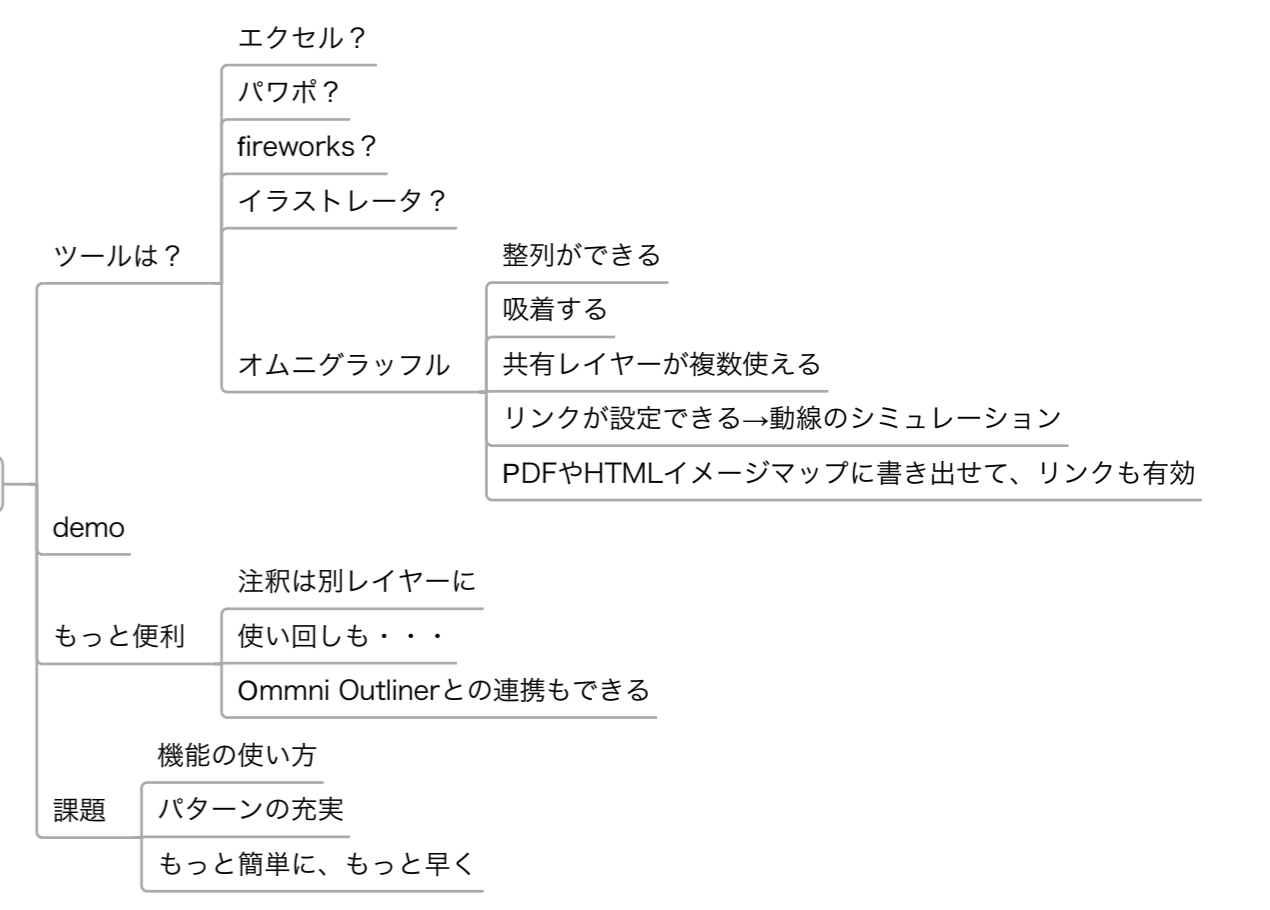 エクセル？
パワポ？
fireworks？
イラストレータ？
ツールは？
整列ができる
吸着する
オムニグラッフル
共有レイヤーが複数使える
リンクが設定できる→動線のシミュレーション
PDFやHTMLイメージマップに書き出せて、リンクも有効
demo
注釈は別レイヤーに
もっと便利
使い回しも・・・
Ommni Outlinerとの連携もできる
機能の使い方
課題
パターンの充実
もっと簡単に、もっと早く